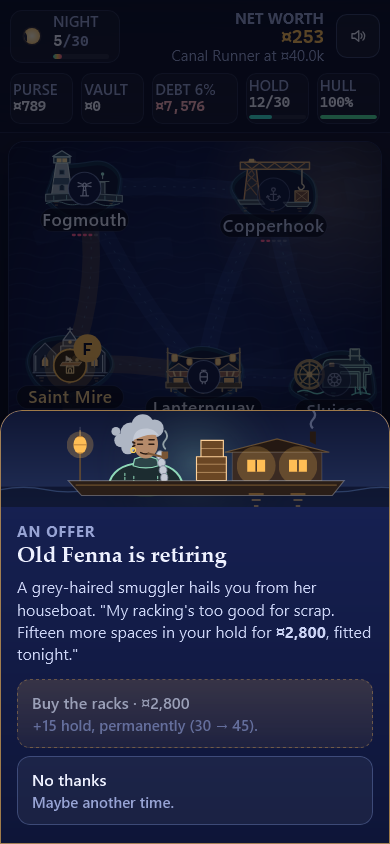 NIGHT
5/30
NET WORTH
¤253
Canal Runner at ¤40.0k
PURSE
¤789
VAULT
¤0
DEBT 6%
¤7,576
HOLD
12/30
HULL
100%
Fogmouth
Copperhook
F
Saint Mire
Lanternquay
Sluices
AN OFFER
Old Fenna is retiring
A grey-haired smuggler hails you from her
houseboat. "My racking's too good for scrap.
Fifteen more spaces in your hold for ¤2,800, fitted
tonight."
Buy the racks · ¤2,800
+15 hold, permanently (30 → 45).
No thanks
Maybe another time.